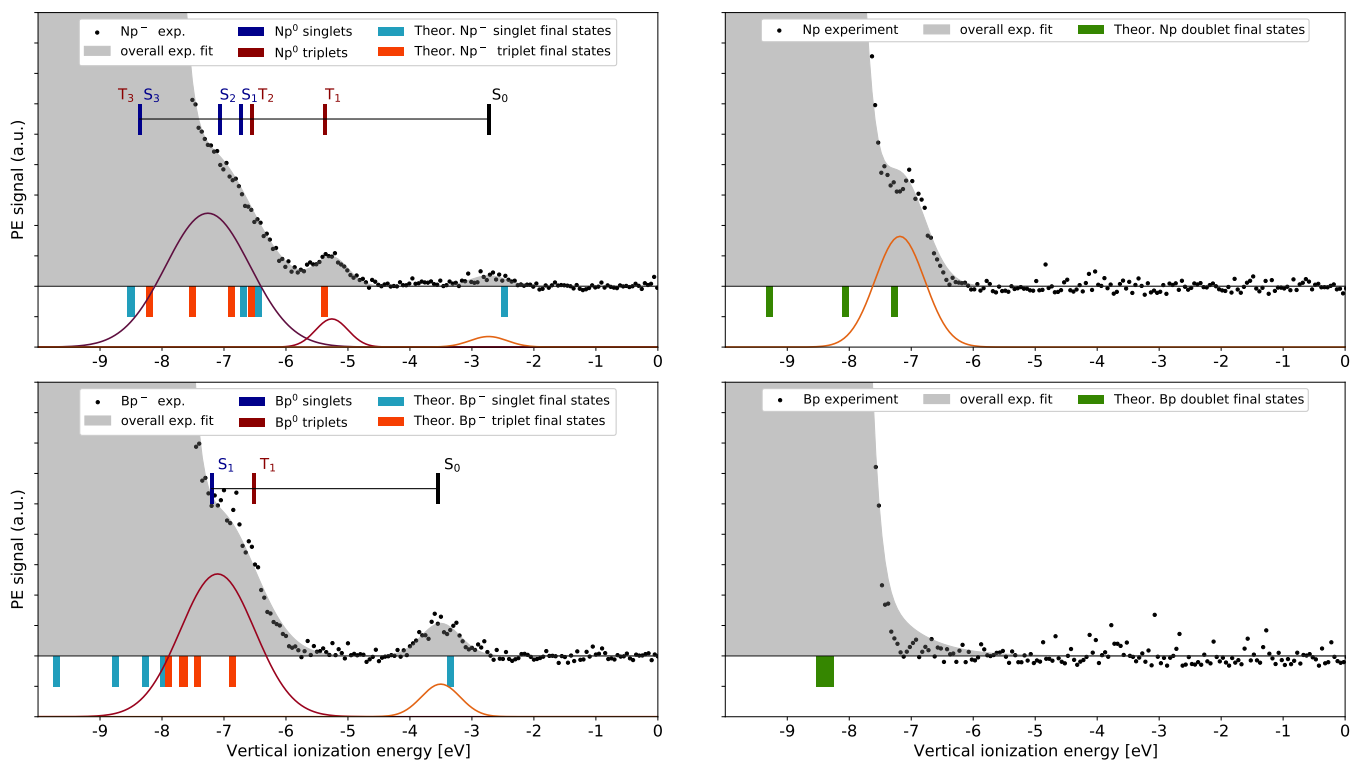 Np⁻ exp.
overall exp. fit
Np⁰ singlets
Np⁰ triplets
Theor. Np⁻ singlet final states
Theor. Np⁻ triplet final states
T₃ S₃ S₂ S₁ T₂ T₁ S₀
PE signal (a.u.)
-9 -8 -7 -6 -5 -4 -3 -2 -1 0
Np experiment
overall exp. fit
Theor. Np doublet final states
-9 -8 -7 -6 -5 -4 -3 -2 -1 0
Bp⁻ exp.
overall exp. fit
Bp⁰ singlets
Bp⁰ triplets
Theor. Bp⁻ singlet final states
Theor. Bp⁻ triplet final states
S₁ T₁ S₀
PE signal (a.u.)
-9 -8 -7 -6 -5 -4 -3 -2 -1 0
Vertical ionization energy [eV]
Bp experiment
overall exp. fit
Theor. Bp doublet final states
-9 -8 -7 -6 -5 -4 -3 -2 -1 0
Vertical ionization energy [eV]